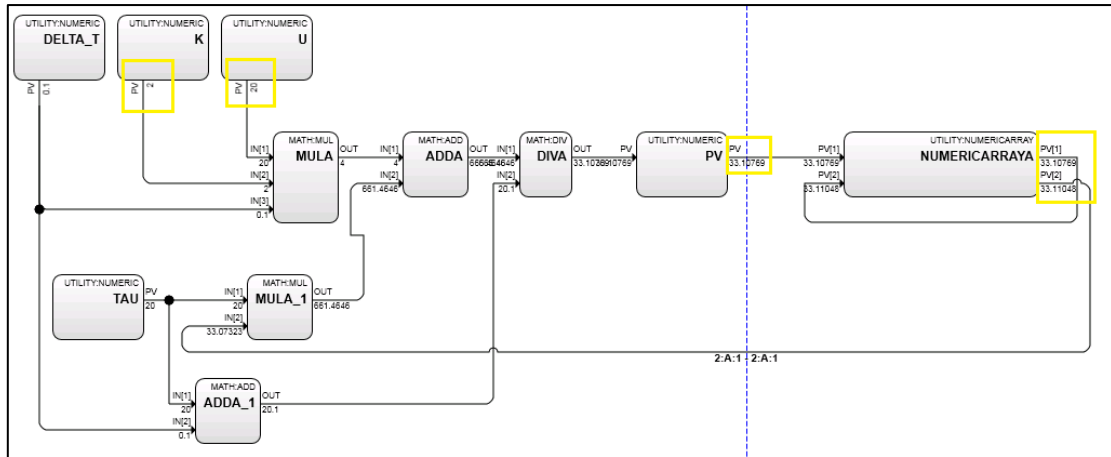 UTILITY:NUMERIC
DELTA_T
PV
0.1
UTILITY:NUMERIC
K
PV
2
UTILITY:NUMERIC
U
PV
20
MATH:MUL
MULA
IN[1]
20
IN[2]
2
IN[3]
0.1
OUT
4
MATH:ADD
ADDA
IN[1]
4
IN[2]
661.4646
OUT
MATH:DIV
DIVA
IN[1]
IN[2]
20.1
OUT
UTILITY:NUMERIC
PV
PV
PV
33.10769
UTILITY:NUMERICARRAY
NUMERICARRAYA
PV[1]
33.10769
PV[2]
33.11048
PV[1]
33.10769
PV[2]
33.11048
UTILITY:NUMERIC
TAU
PV
20
MATH:MUL
MULA_1
IN[1]
20
IN[2]
33.07323
OUT
661.4646
2:A:1 - 2:A:1
MATH:ADD
ADDA_1
IN[1]
20
IN[2]
0.1
OUT
20.1